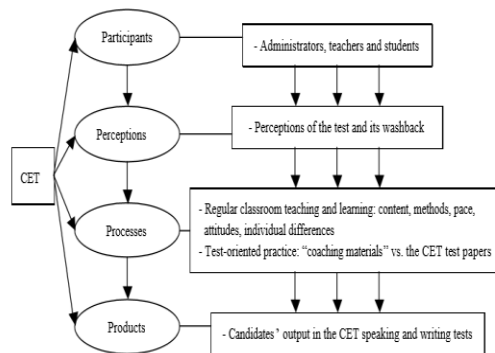 Participants
- Administrators, teachers and students
Perceptions
- Perceptions of the test and its washback
CET
Processes
- Regular classroom teaching and learning: content, methods, pace,
attitudes, individual differences
- Test-oriented practice: “coaching materials” vs. the CET test papers
Products
- Candidates’ output in the CET speaking and writing tests